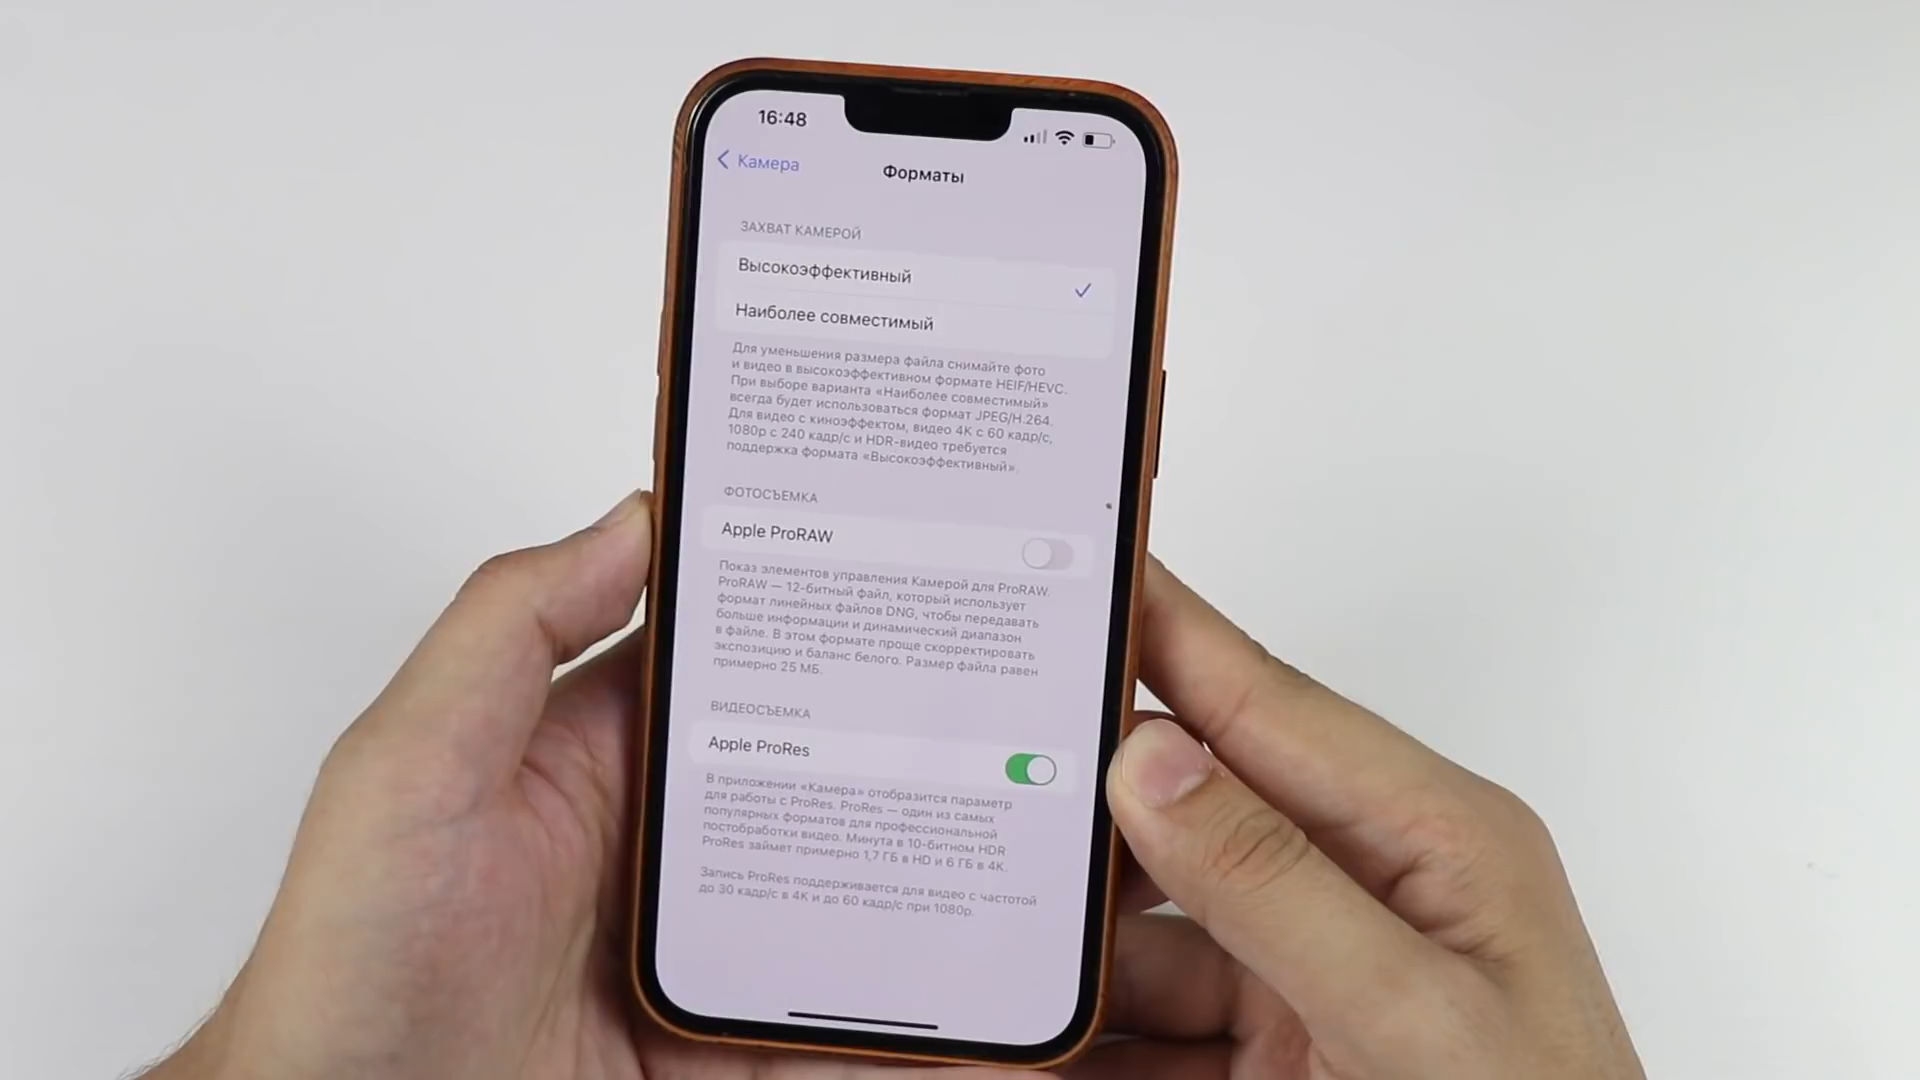 16:48
Камера
Форматы
ЗАХВАТ КАМЕРОЙ
Высокоэффективный
Наиболее совместимый
Для уменьшения размера файла снимайте фото
и видео в высокоэффективном формате HEIF/HEVC.
При выборе варианта «Наиболее совместимый»
всегда будет использоваться формат JPEG/H.264.
Для видео с киноэффектом, видео 4K с 60 кадр/с,
1080p с 240 кадр/с и HDR-видео требуется
поддержка формата «Высокоэффективный».
ФОТОСЪЕМКА
Apple ProRAW
Показ элементов управления Камерой для ProRAW.
ProRAW — 12-битный файл, который использует
формат линейных файлов DNG, чтобы передавать
больше информации и динамический диапазон
в файле. В этом формате проще скорректировать
экспозицию и баланс белого. Размер файла равен
примерно 25 МБ.
ВИДЕОСЪЕМКА
Apple ProRes
В приложении «Камера» отобразится параметр
для работы с ProRes. ProRes — один из самых
популярных форматов для профессиональной
постобработки видео. Минута в 10-битном HDR
ProRes займет примерно 1,7 ГБ в HD и 6 ГБ в 4K.
Запись ProRes поддерживается для видео с частотой
до 30 кадр/с в 4K и до 60 кадр/с при 1080p.